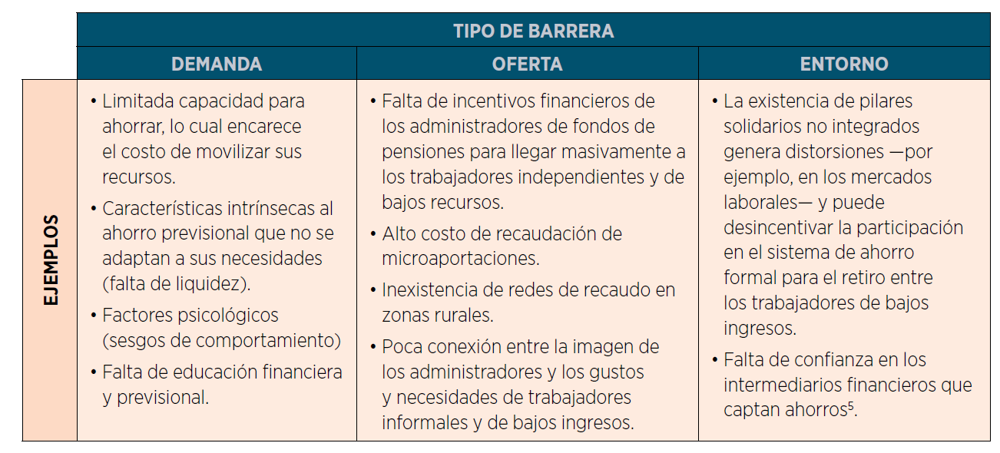 TIPO DE BARRERA
DEMANDA
OFERTA
ENTORNO
EJEMPLOS
• Limitada capacidad para
ahorrar, lo cual encarece
el costo de movilizar sus
recursos.
• Características intrínsecas al
ahorro previsional que no se
adaptan a sus necesidades
(falta de liquidez).
• Factores psicológicos
(sesgos de comportamiento)
• Falta de educación financiera
y previsional.
• Falta de incentivos financieros de
los administradores de fondos de
pensiones para llegar masivamente a
los trabajadores independientes y de
bajos recursos.
• Alto costo de recaudación de
microaportaciones.
• Inexistencia de redes de recaudo en
zonas rurales.
• Poca conexión entre la imagen de
los administradores y los gustos
y necesidades de trabajadores
informales y de bajos ingresos.
• La existencia de pilares
solidarios no integrados
genera distorsiones —por
ejemplo, en los mercados
laborales— y puede
desincentivar la participación
en el sistema de ahorro
formal para el retiro entre
los trabajadores de bajos
ingresos.
• Falta de confianza en los
intermediarios financieros que
captan ahorros⁵.